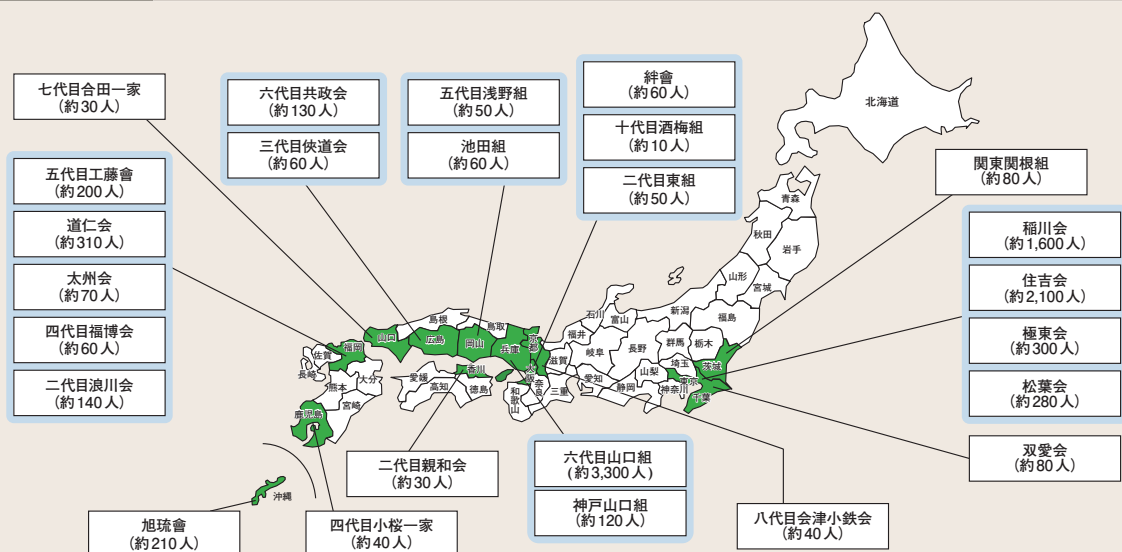 七代目合田一家
(約30人)
六代目共政会
(約130人)
三代目俠道会
(約60人)
五代目浅野組
(約50人)
池田組
(約60人)
絆會
(約60人)
十代目酒梅組
(約10人)
二代目東組
(約50人)
関東関根組
(約80人)
五代目工藤會
(約200人)
道仁会
(約310人)
太州会
(約70人)
四代目福博会
(約60人)
二代目浪川会
(約140人)
稲川会
(約1,600人)
住吉会
(約2,100人)
極東会
(約300人)
松葉会
(約280人)
双愛会
(約80人)
北海道
青森
秋田
岩手
山形
宮城
新潟
福島
石川
富山
福井
岐阜
長野
群馬
栃木
茨城
埼玉
山梨
東京
神奈川
千葉
静岡
愛知
滋賀
三重
奈良
和歌山
京都
大阪
兵庫
鳥取
島根
岡山
広島
山口
香川
徳島
愛媛
高知
福岡
佐賀
長崎
大分
熊本
宮崎
鹿児島
沖縄
二代目親和会
(約30人)
六代目山口組
(約3,300人)
神戸山口組
(約120人)
八代目会津小鉄会
(約40人)
旭琉會
(約210人)
四代目小桜一家
(約40人)